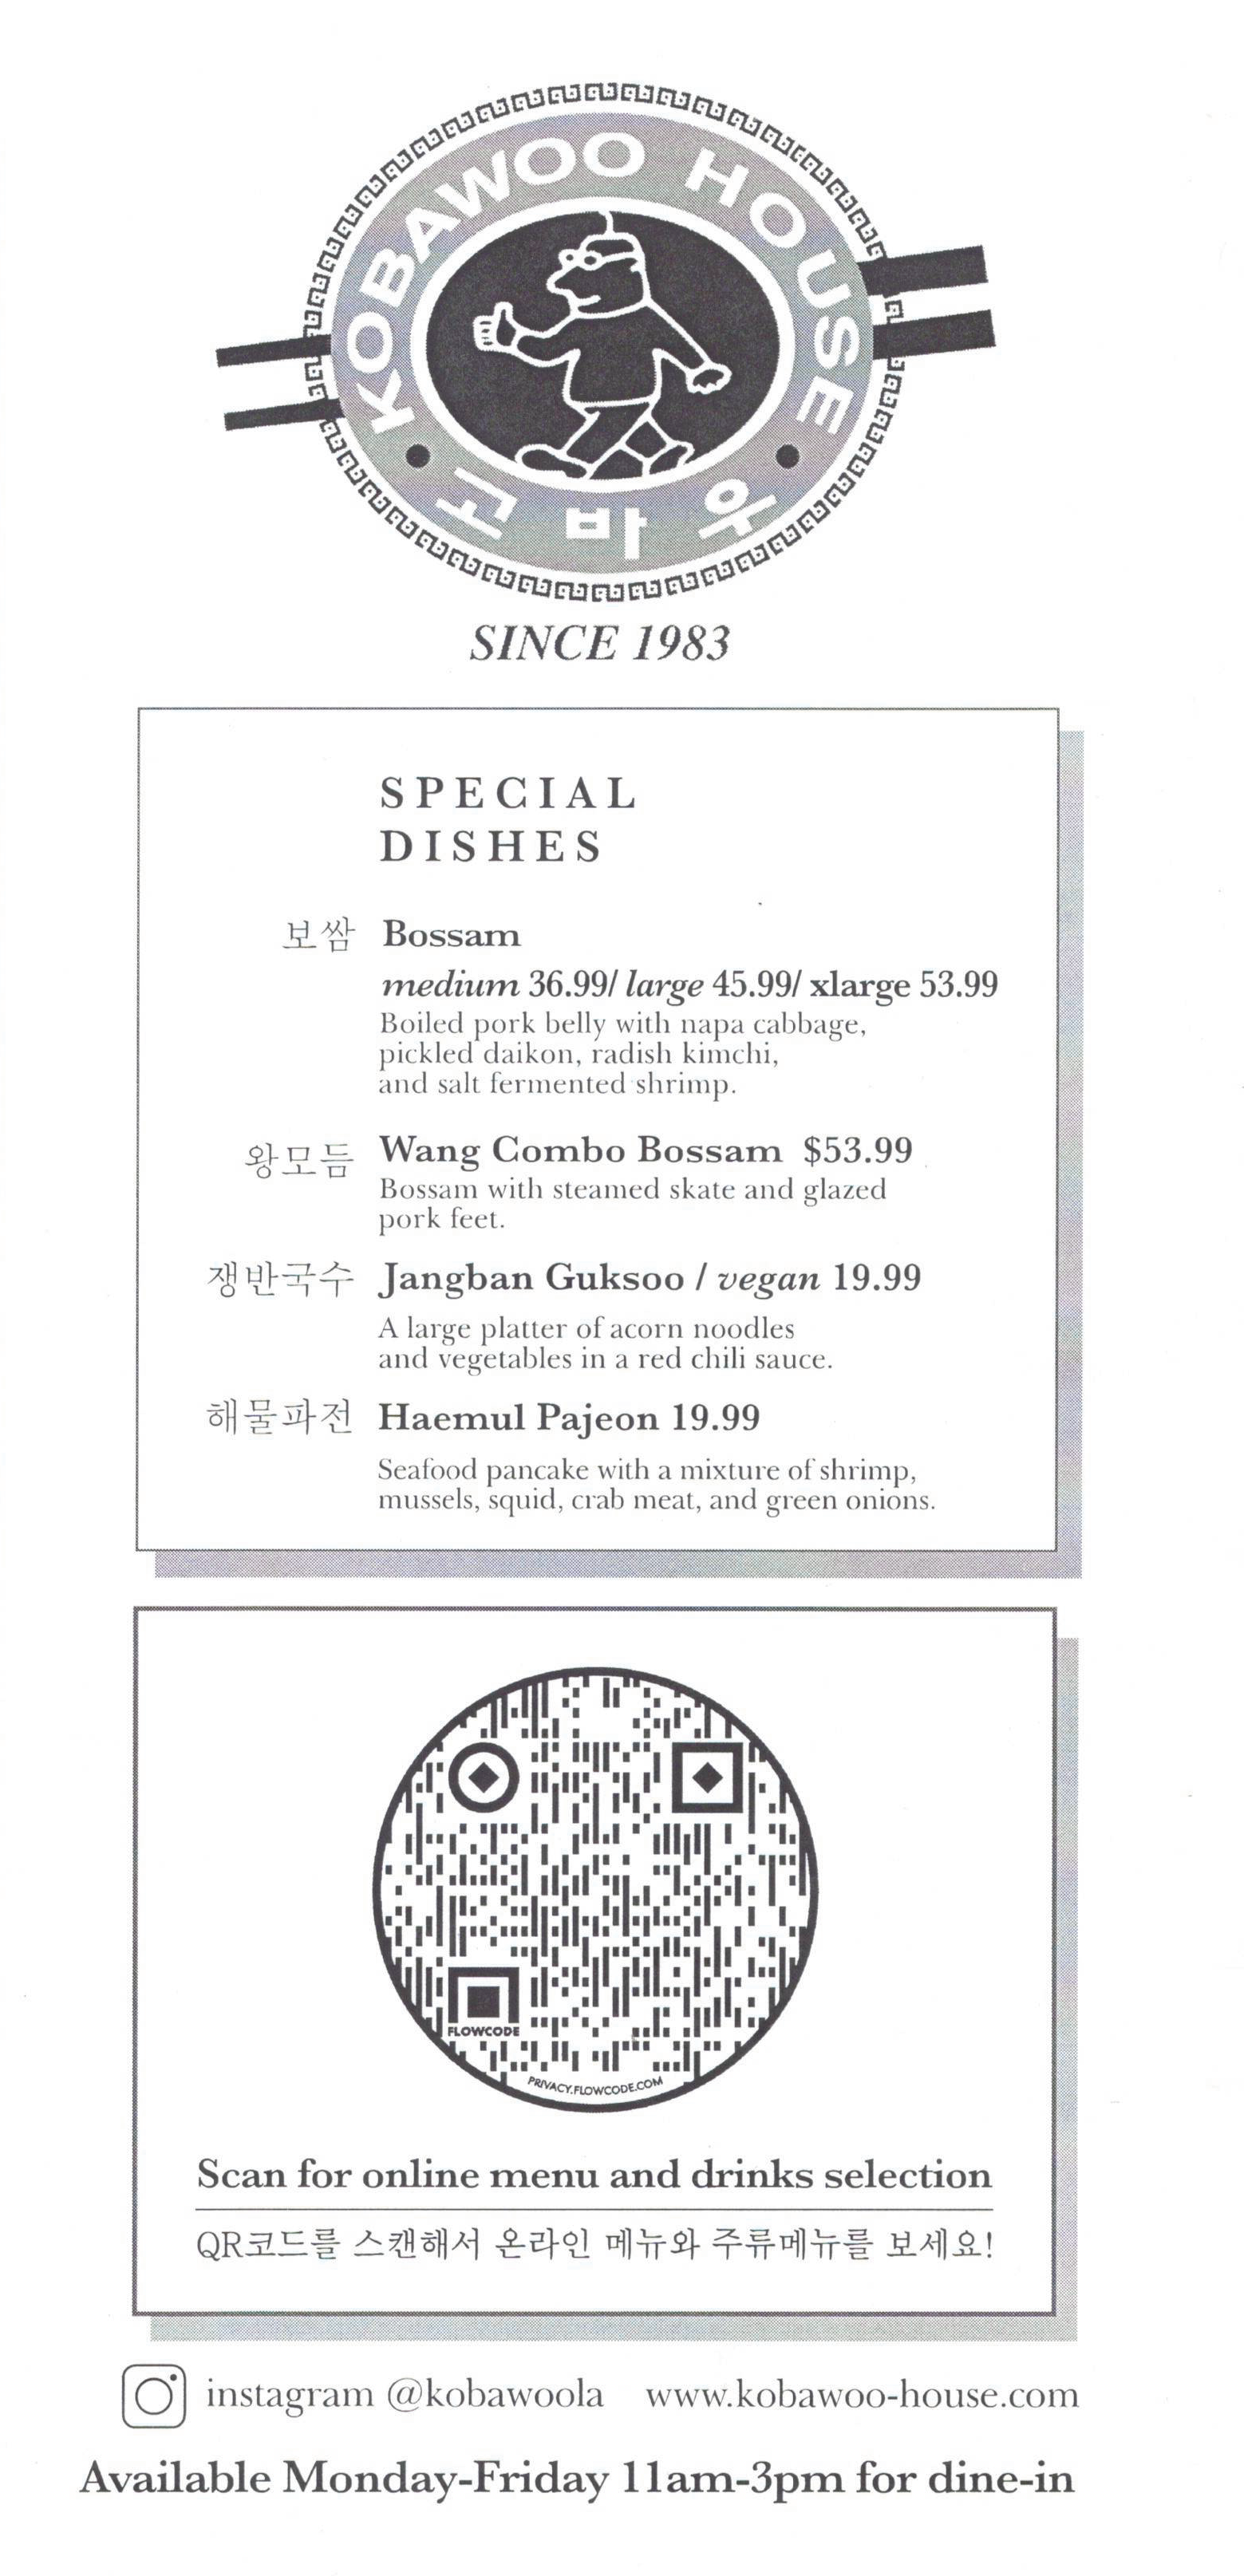 KOBAWOO HOUSE
고바우
SINCE 1983
SPECIAL
DISHES
보쌈 Bossam
medium 36.99/ large 45.99/ xlarge 53.99
Boiled pork belly with napa cabbage,
pickled daikon, radish kimchi,
and salt fermented shrimp.
왕모듬 Wang Combo Bossam $53.99
Bossam with steamed skate and glazed
pork feet.
쟁반국수 Jangban Guksoo / vegan 19.99
A large platter of acorn noodles
and vegetables in a red chili sauce.
해물파전 Haemul Pajeon 19.99
Seafood pancake with a mixture of shrimp,
mussels, squid, crab meat, and green onions.
FLOWCODE
PRIVACY.FLOWCODE.COM
Scan for online menu and drinks selection
QR코드를 스캔해서 온라인 메뉴와 주류메뉴를 보세요!
instagram @kobawoola www.kobawoo-house.com
Available Monday-Friday 11am-3pm for dine-in